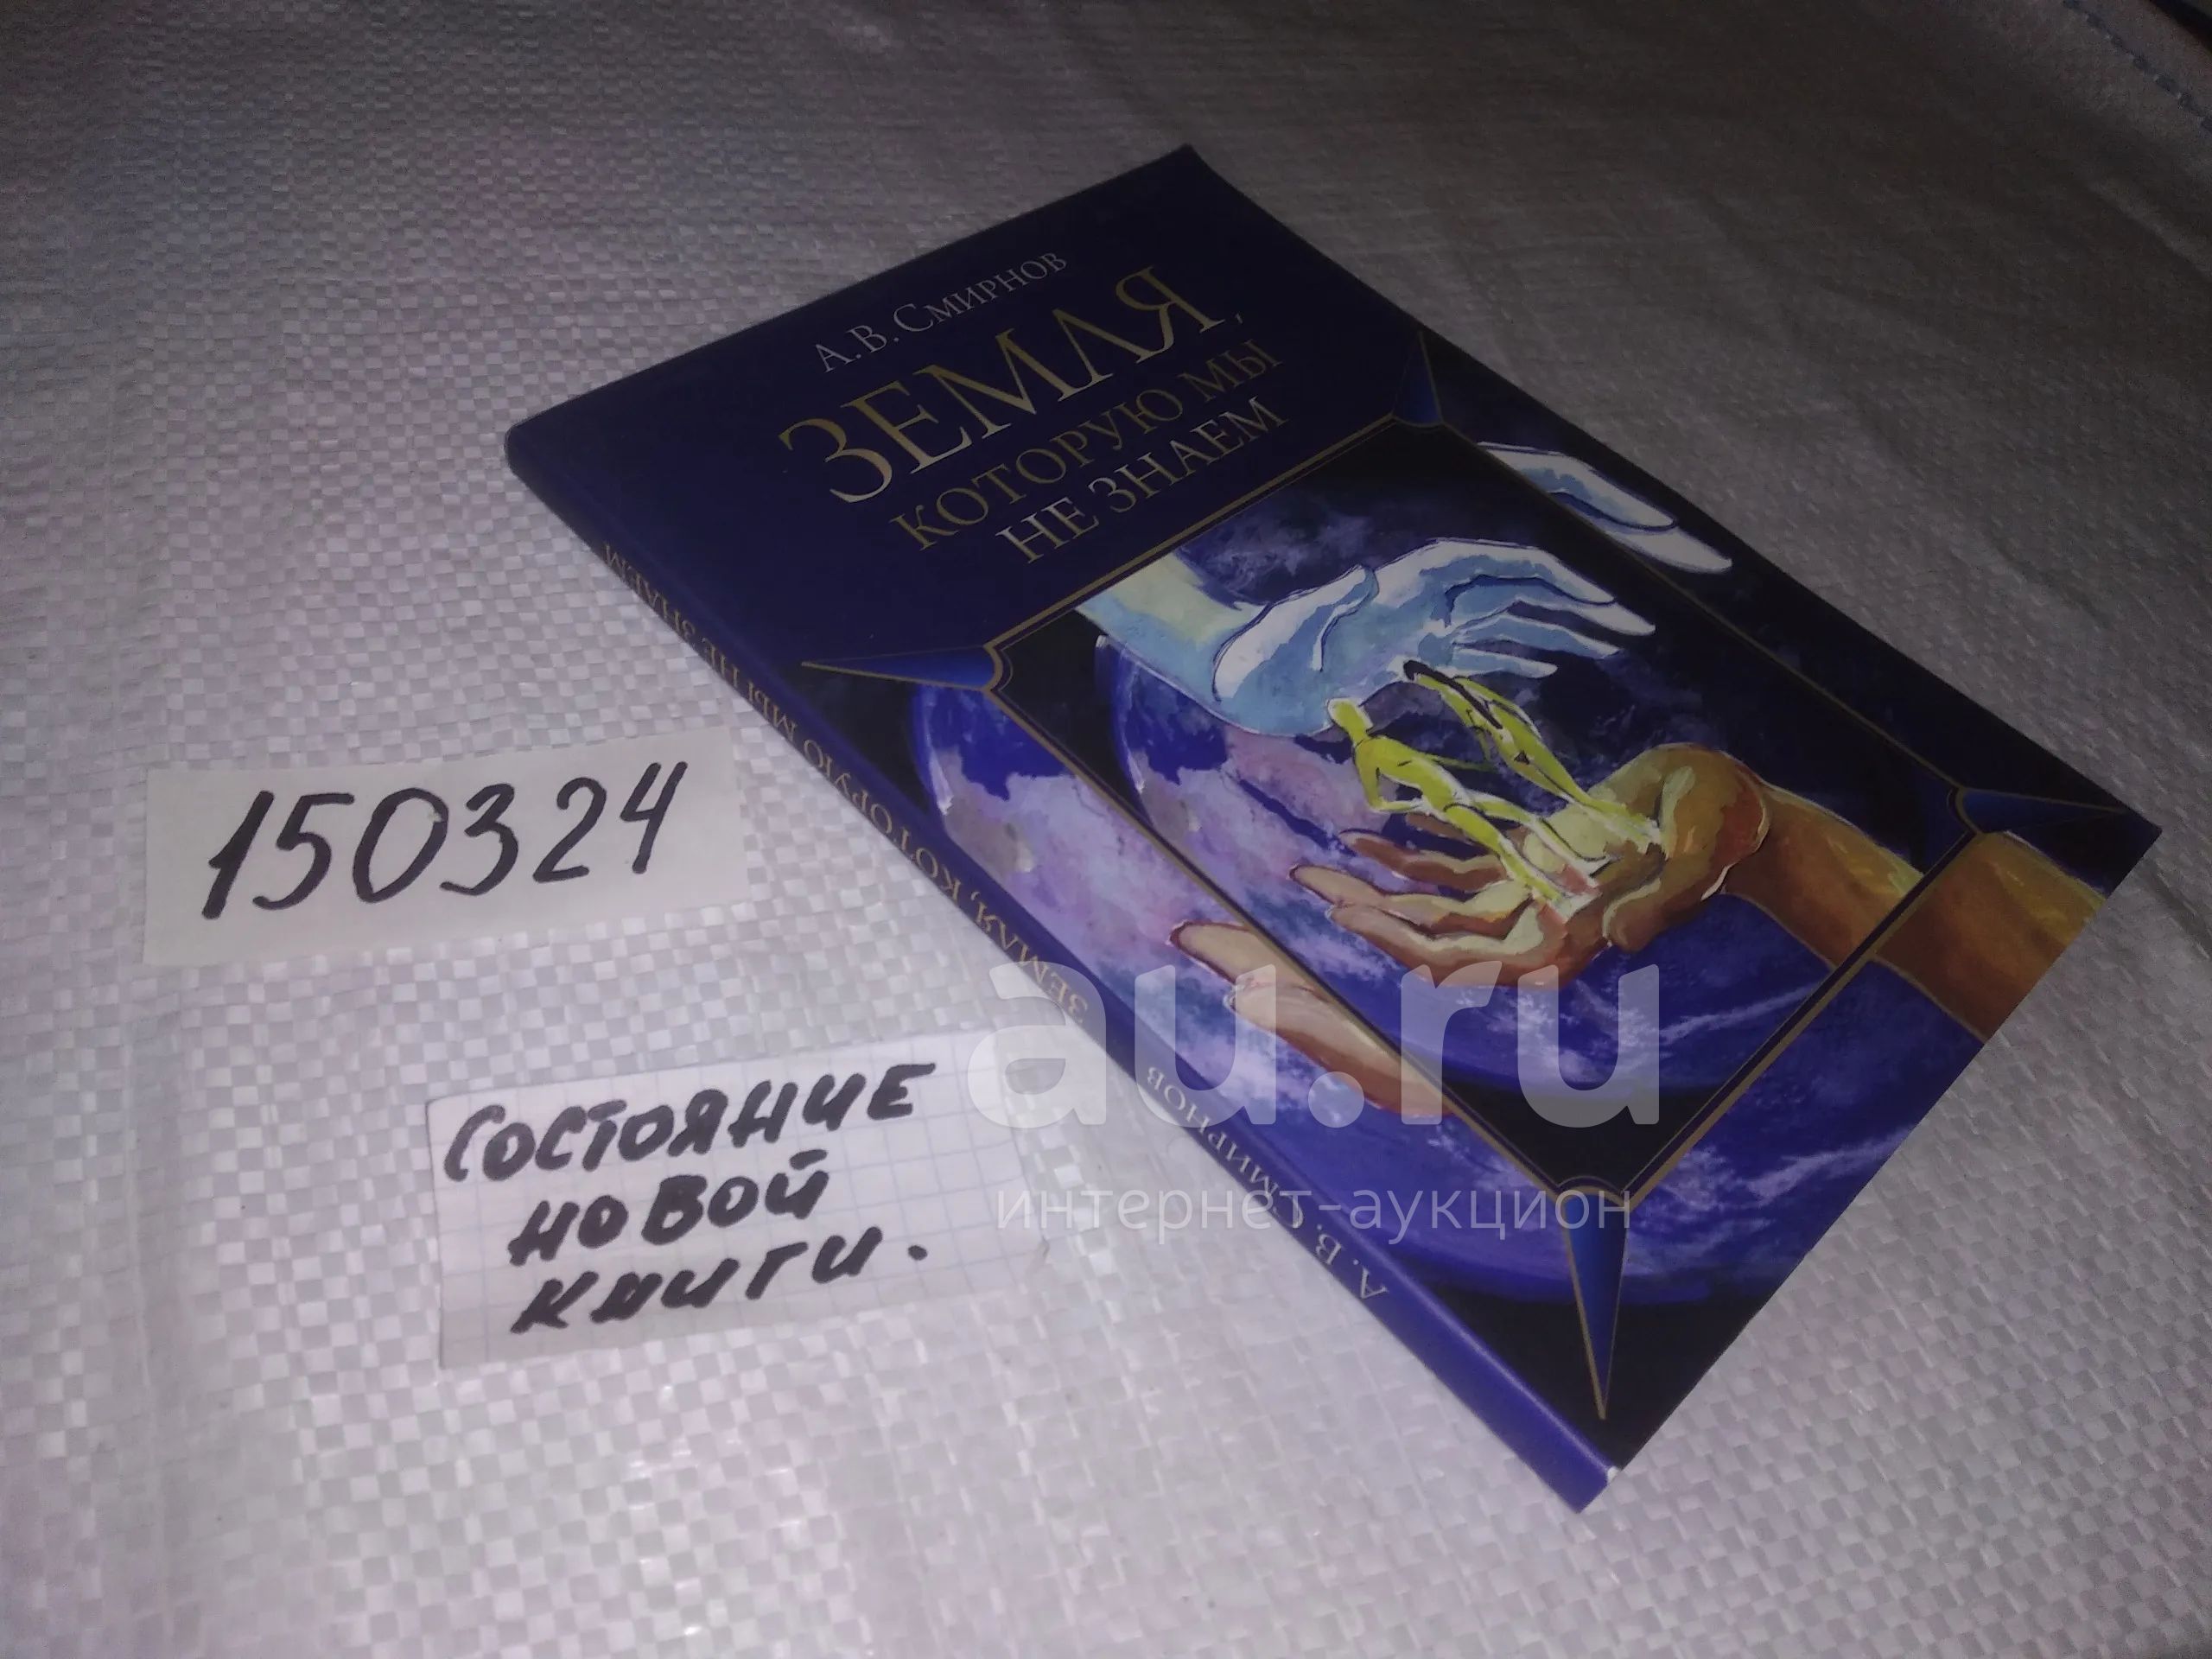 А.В. Смирнов
ЗЕМЛЯ,
КОТОРУЮ МЫ
НЕ ЗНАЕМ
А. В. СМИРНОВ ЗЕМЛЯ, КОТОРУЮ МЫ НЕ ЗНАЕМ
150324
СОСТОЯНИЕ
НОВОЙ
КНИГИ.
au.ru
интернет-аукцион